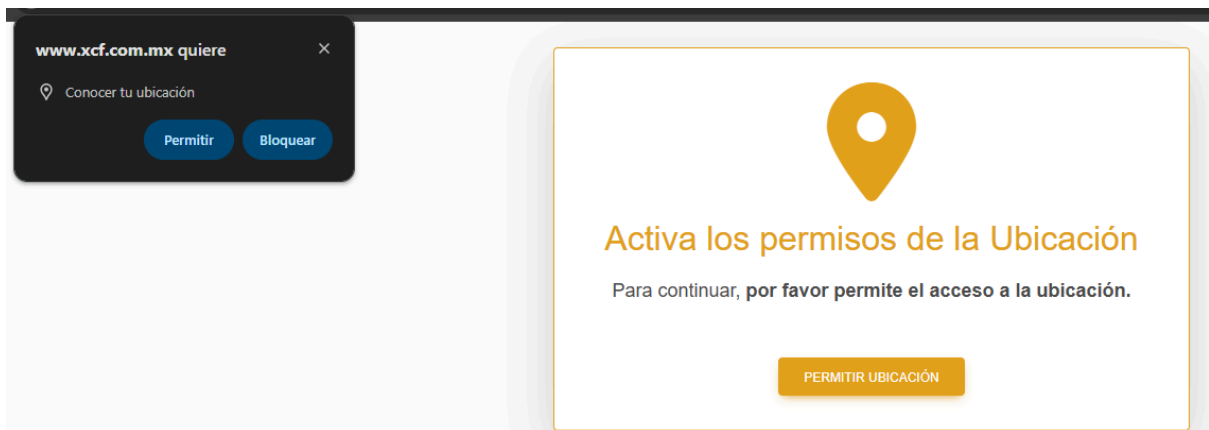 www.xcf.com.mx quiere
Conocer tu ubicación
Permitir Bloquear
Activa los permisos de la Ubicación
Para continuar, por favor permite el acceso a la ubicación.
PERMITIR UBICACIÓN